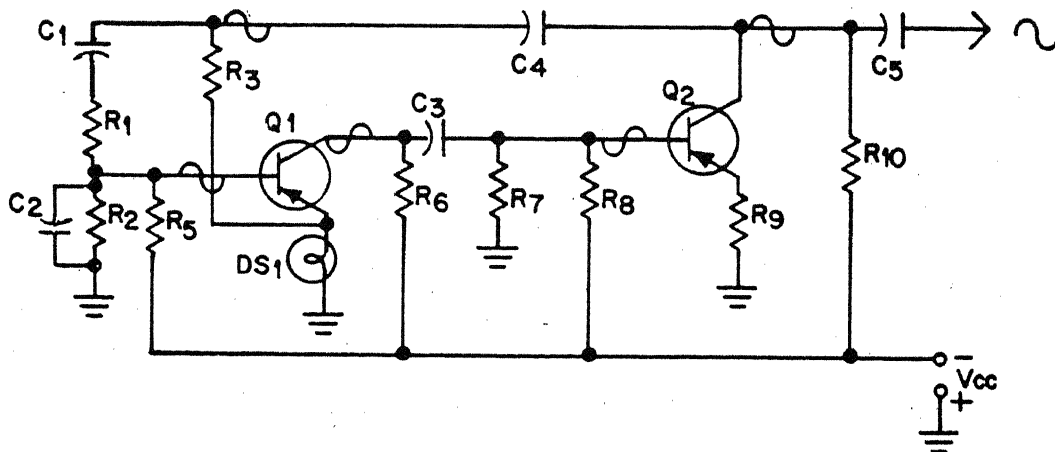 C1
R3
C4
C5
R1
Q1
C3
Q2
R10
C2
R2
R5
R6
R7
R8
R9
DS1
−
Vcc
+